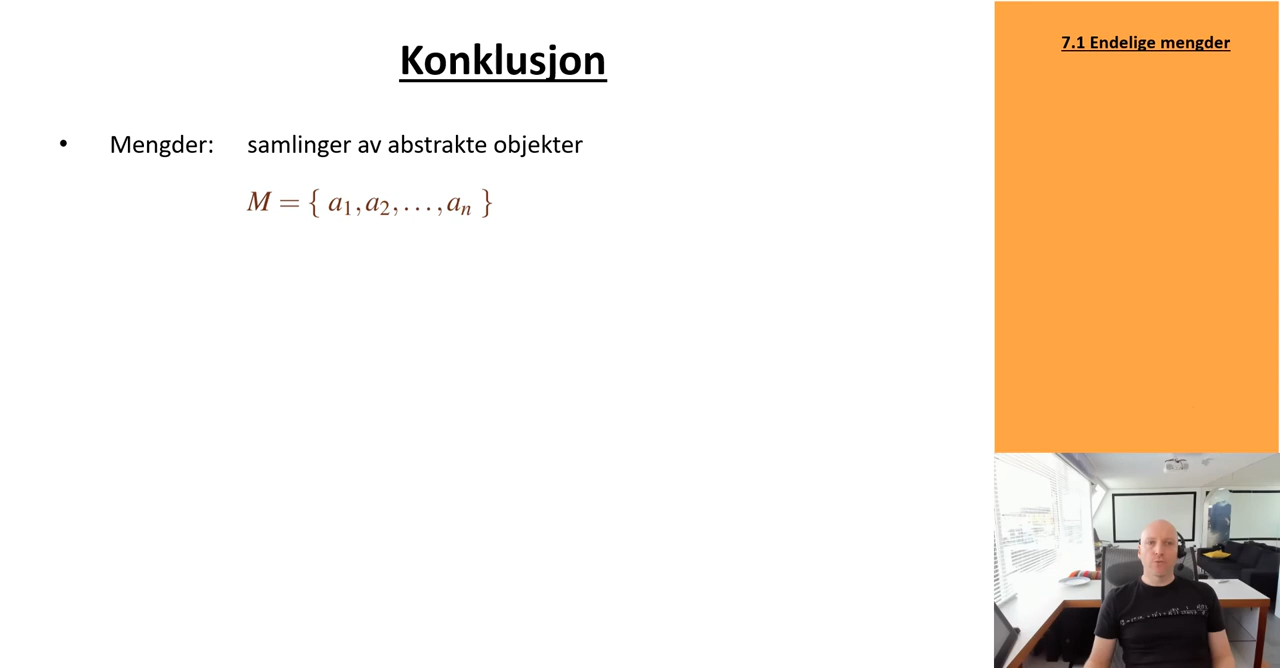 Konklusjon
7.1 Endelige mengder
• Mengder: samlinger av abstrakte objekter
M = { a₁, a₂, . . . , aₙ }